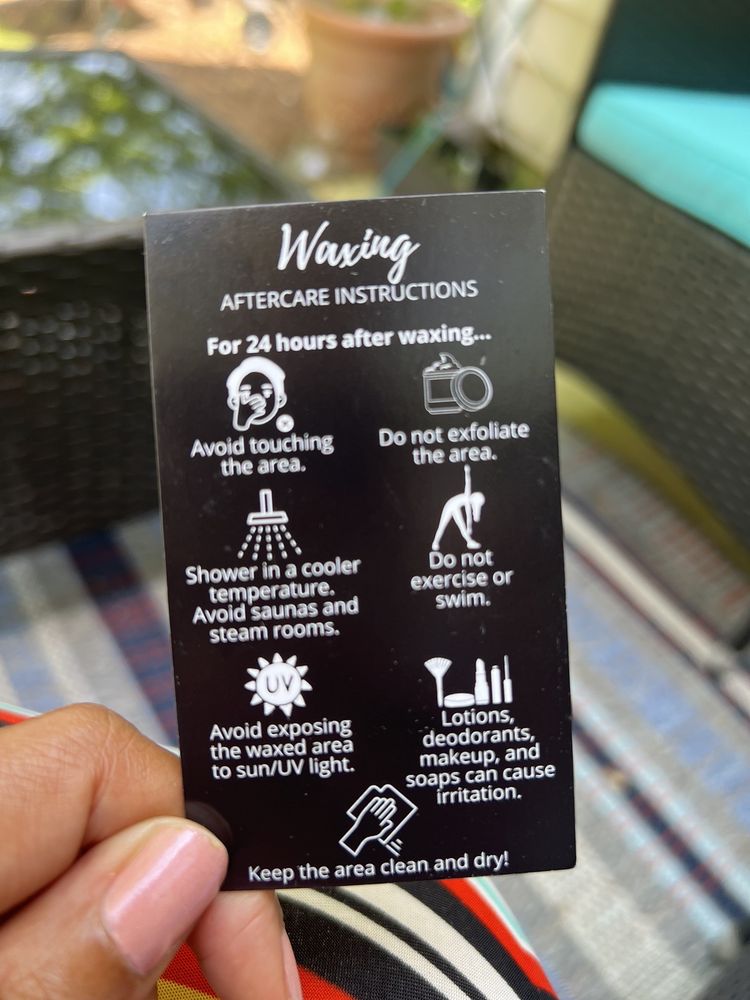 Waxing
AFTERCARE INSTRUCTIONS
For 24 hours after waxing...
Avoid touching
the area.
Do not exfoliate
the area.
Shower in a cooler
temperature.
Avoid saunas and
steam rooms.
Do not
exercise or
swim.
UV
Avoid exposing
the waxed area
to sun/UV light.
Lotions,
deodorants,
makeup, and
soaps can cause
irritation.
Keep the area clean and dry!